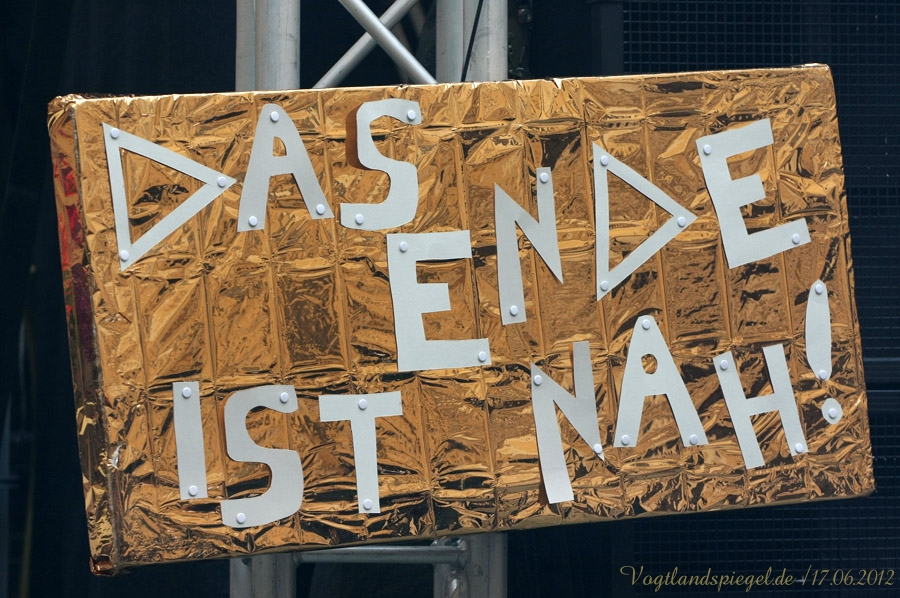 DAS ENDE
IST NAH!
Vogtlandspiegel.de /17.06.2012